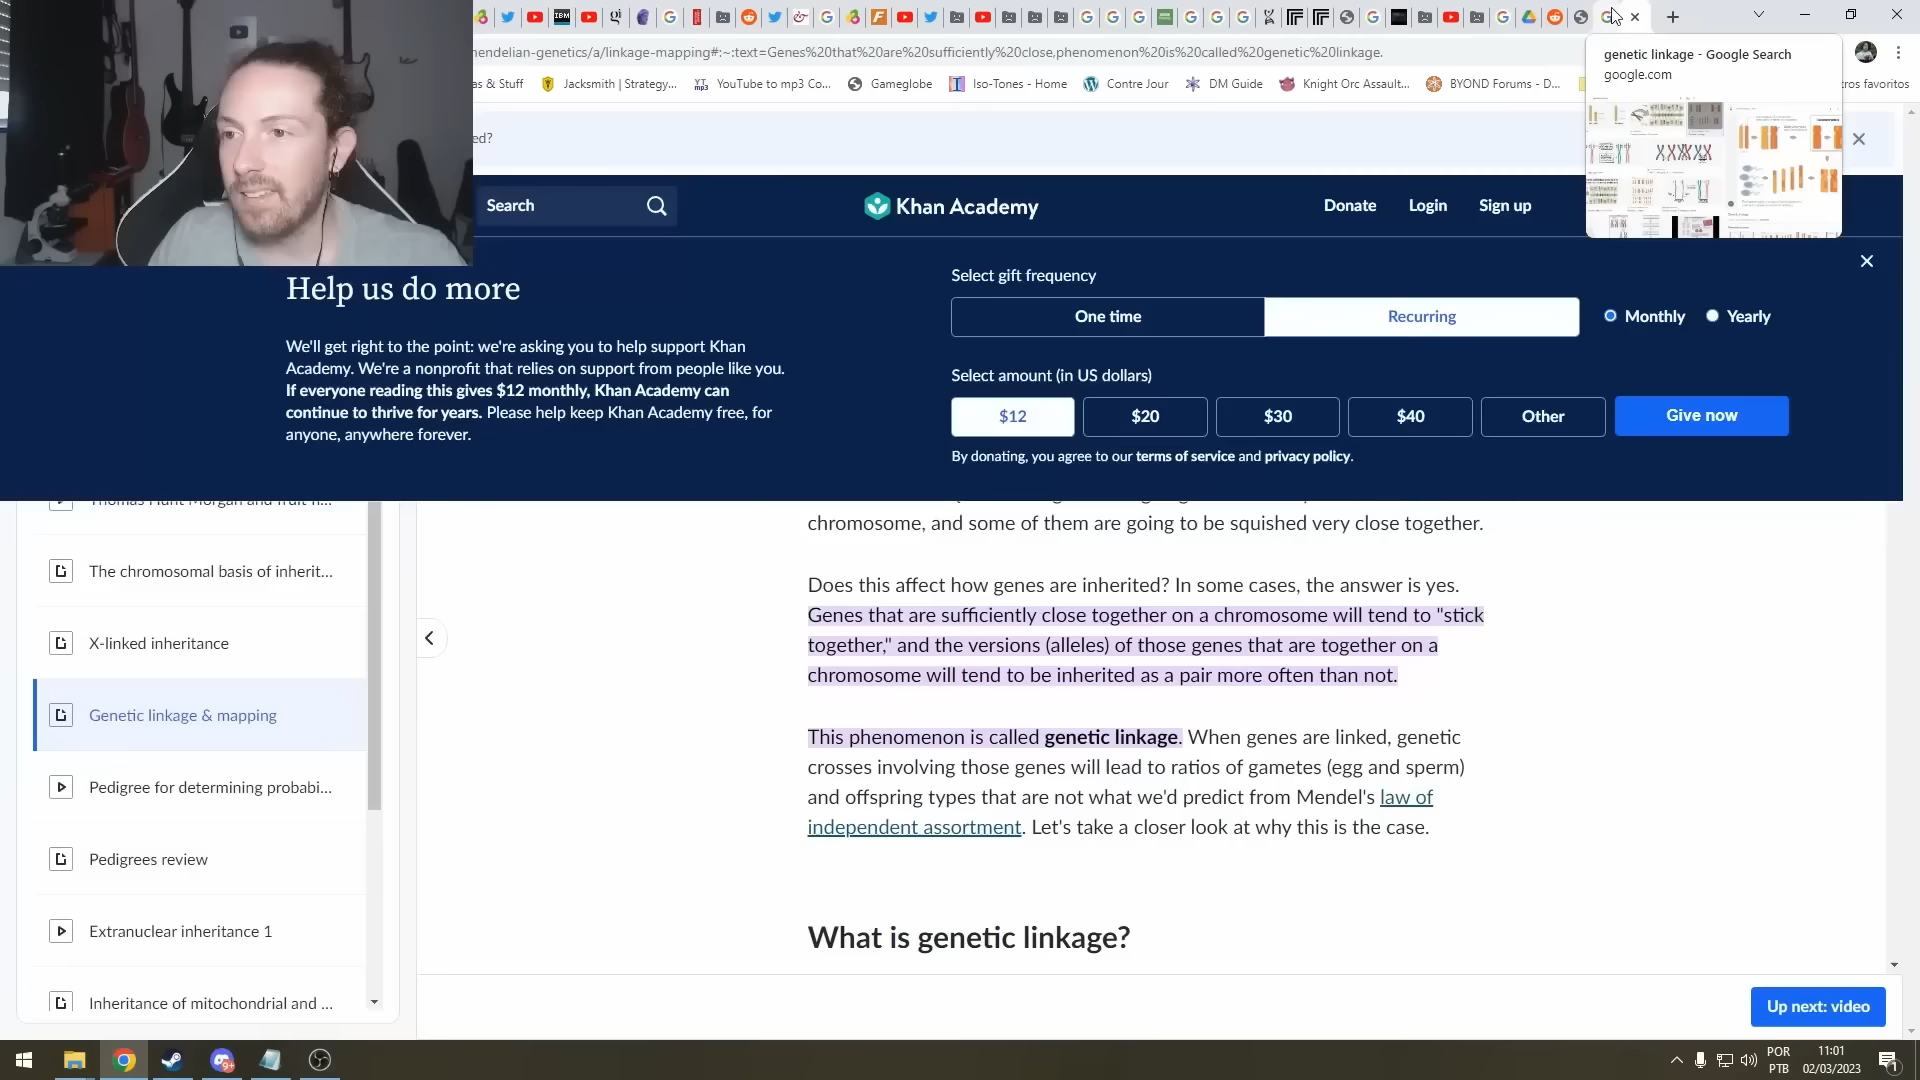 mendelian-genetics/a/linkage-mapping#:~:text=Genes%20that%20are%20sufficiently%20close,phenomenon%20is%20called%20genetic%20linkage.
genetic linkage - Google Search
google.com
as & Stuff
Jacksmith | Strategy...
YouTube to mp3 Co...
Gameglobe
Iso-Tones - Home
Contre Jour
DM Guide
Knight Orc Assault...
BYOND Forums - D...
ros favoritos
ed?
Search
Khan Academy
Donate
Login
Sign up
Help us do more
We'll get right to the point: we're asking you to help support Khan
Academy. We're a nonprofit that relies on support from people like you.
If everyone reading this gives $12 monthly, Khan Academy can
continue to thrive for years. Please help keep Khan Academy free, for
anyone, anywhere forever.
Select gift frequency
One time
Recurring
Monthly
Yearly
Select amount (in US dollars)
$12
$20
$30
$40
Other
Give now
By donating, you agree to our terms of service and privacy policy.
Thomas Hunt Morgan and fruit fl...
The chromosomal basis of inherit...
X-linked inheritance
Genetic linkage & mapping
Pedigree for determining probabi...
Pedigrees review
Extranuclear inheritance 1
Inheritance of mitochondrial and ...
chromosome, and some of them are going to be squished very close together.
Does this affect how genes are inherited? In some cases, the answer is yes.
Genes that are sufficiently close together on a chromosome will tend to "stick
together," and the versions (alleles) of those genes that are together on a
chromosome will tend to be inherited as a pair more often than not.
This phenomenon is called genetic linkage. When genes are linked, genetic
crosses involving those genes will lead to ratios of gametes (egg and sperm)
and offspring types that are not what we'd predict from Mendel's law of
independent assortment. Let's take a closer look at why this is the case.
What is genetic linkage?
Up next: video
9+
POR
PTB
11:01
02/03/2023
1